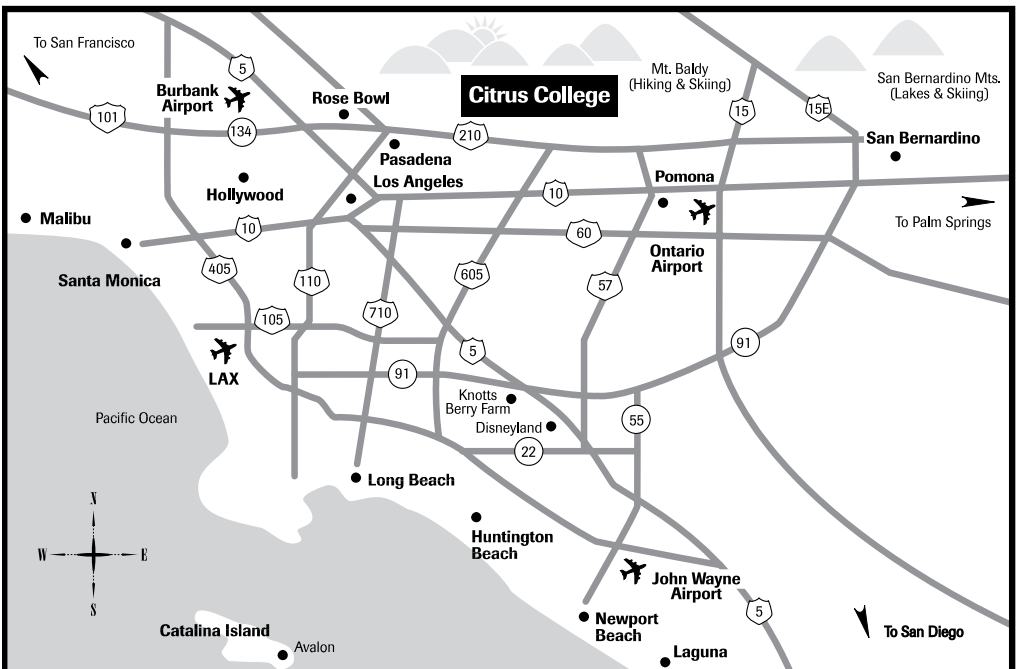 To San Francisco
5
Burbank
Airport
101
134
Rose Bowl
Citrus College
210
Mt. Baldy
(Hiking & Skiing)
15
15E
San Bernardino Mts.
(Lakes & Skiing)
San Bernardino
Pasadena
Hollywood
Los Angeles
10
Pomona
Malibu
10
60
To Palm Springs
Santa Monica
405
110
605
57
Ontario
Airport
105
710
5
91
LAX
91
Knotts
Berry Farm
Disneyland
55
Pacific Ocean
22
Long Beach
N
W
E
S
Huntington
Beach
John Wayne
Airport
5
Newport
Beach
To San Diego
Catalina Island
Avalon
Laguna